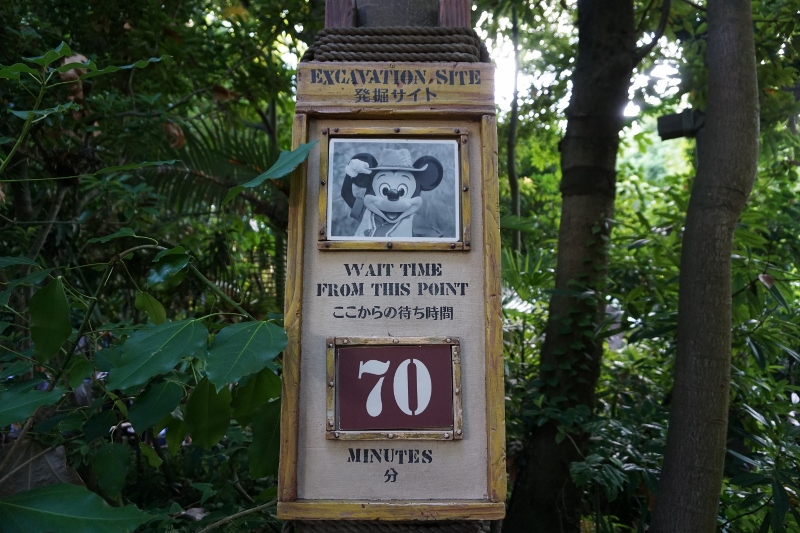 EXCAVATION SITE
発掘サイト
WAIT TIME
FROM THIS POINT
ここからの待ち時間
70
MINUTES
分